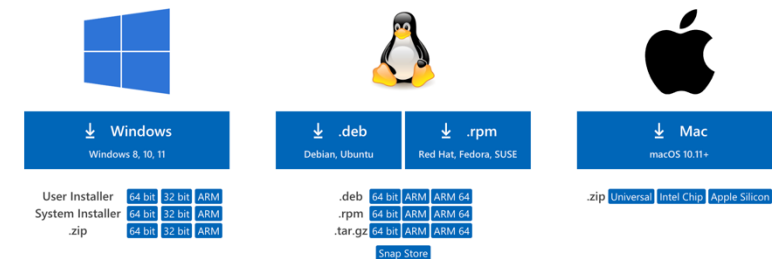 Windows
Windows 8, 10, 11
User Installer 64 bit 32 bit ARM
System Installer 64 bit 32 bit ARM
.zip 64 bit 32 bit ARM
.deb
Debian, Ubuntu
.rpm
Red Hat, Fedora, SUSE
.deb 64 bit ARM ARM 64
.rpm 64 bit ARM ARM 64
.tar.gz 64 bit ARM ARM 64
Snap Store
Mac
macOS 10.11+
.zip Universal Intel Chip Apple Silicon